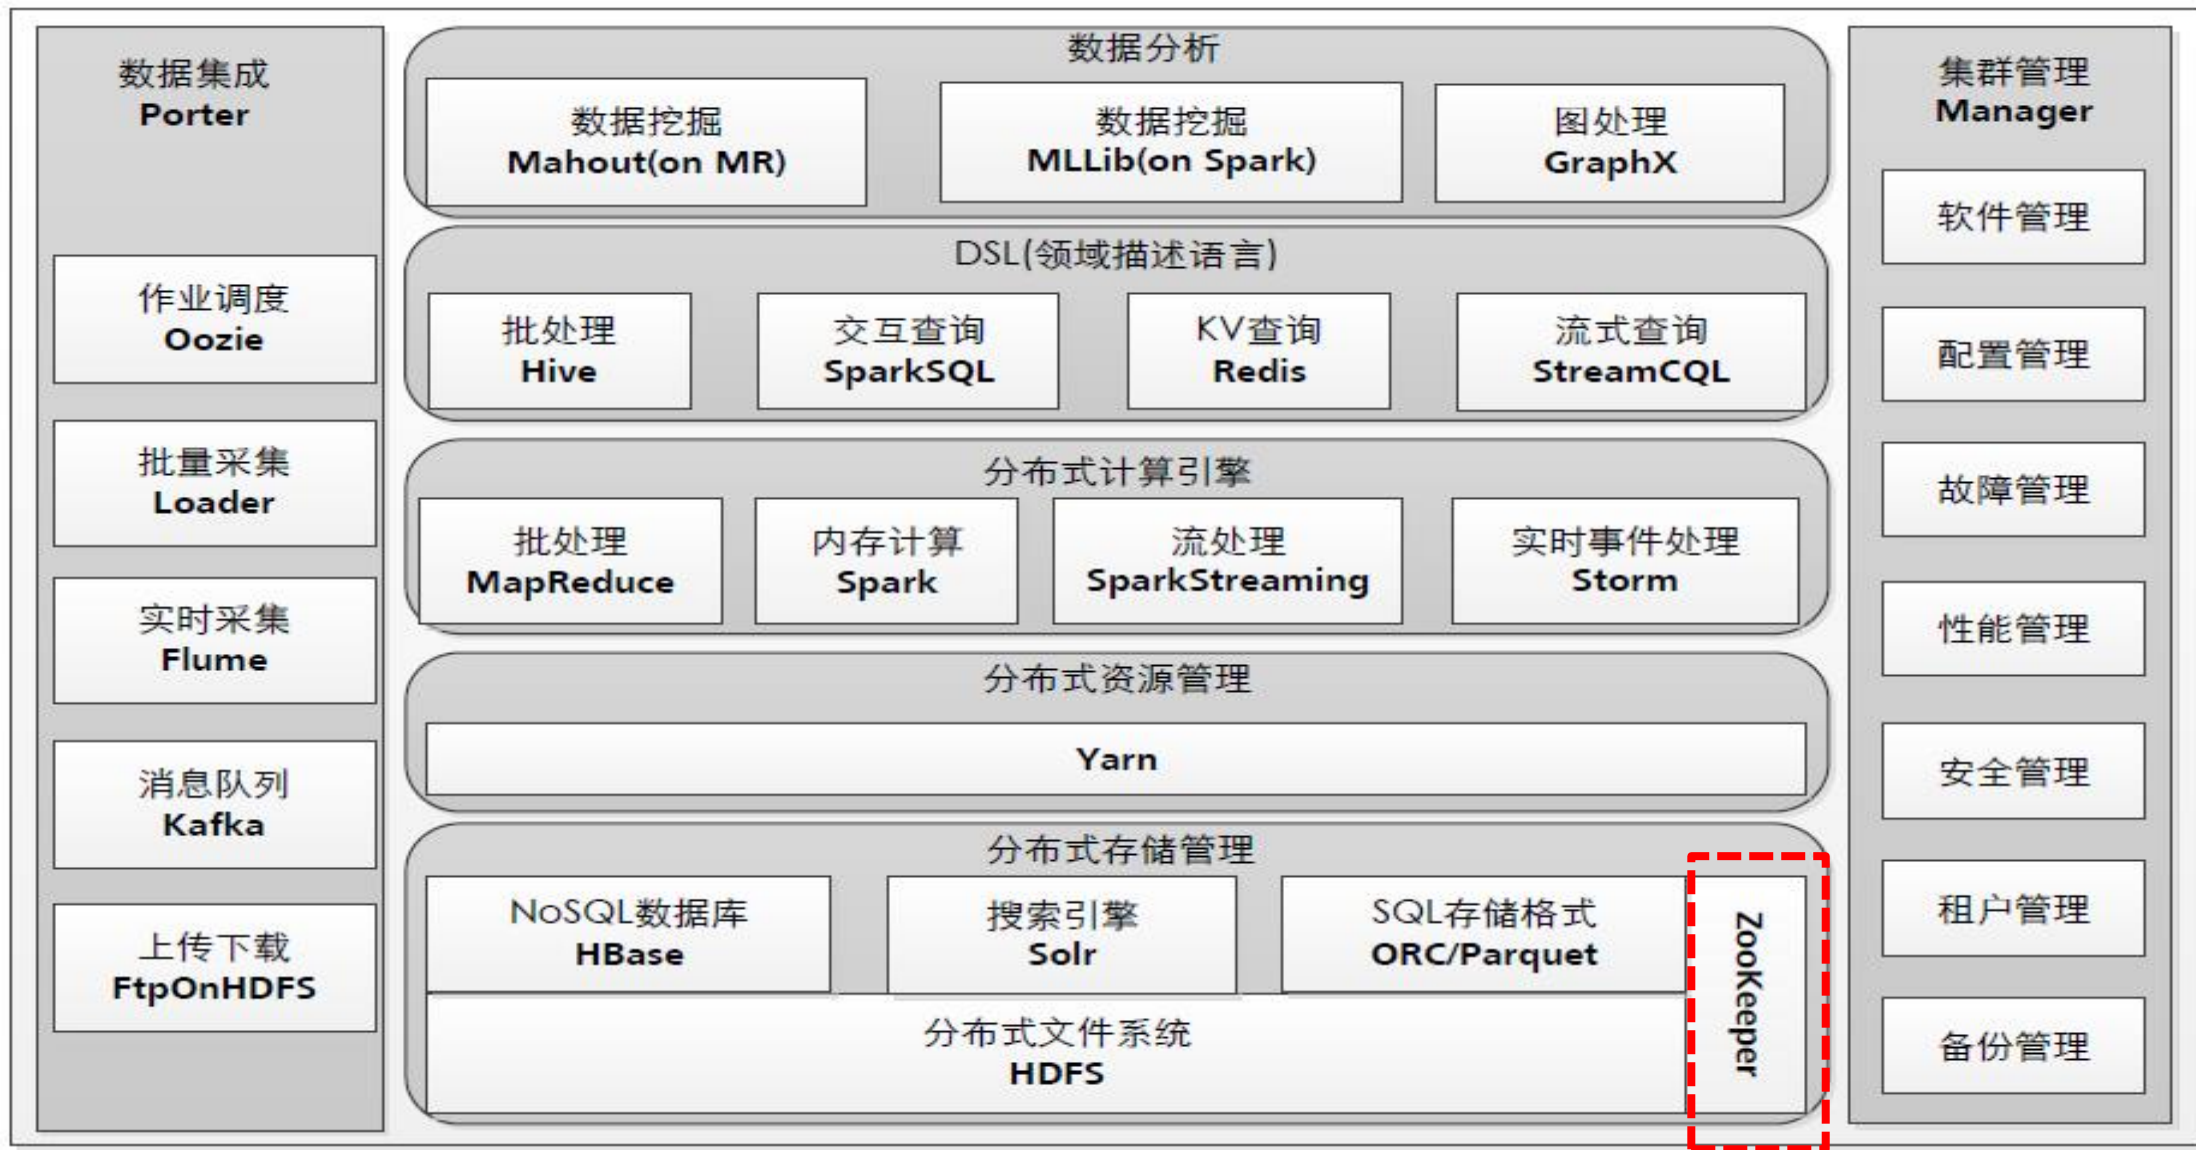 数据集成
Porter
作业调度
Oozie
批量采集
Loader
实时采集
Flume
消息队列
Kafka
上传下载
FtpOnHDFS
数据分析
数据挖掘
Mahout(on MR)
数据挖掘
MLLib(on Spark)
图处理
GraphX
DSL(领域描述语言)
批处理
Hive
交互查询
SparkSQL
KV查询
Redis
流式查询
StreamCQL
分布式计算引擎
批处理
MapReduce
内存计算
Spark
流处理
SparkStreaming
实时事件处理
Storm
分布式资源管理
Yarn
分布式存储管理
NoSQL数据库
HBase
搜索引擎
Solr
SQL存储格式
ORC/Parquet
分布式文件系统
HDFS
ZooKeeper
集群管理
Manager
软件管理
配置管理
故障管理
性能管理
安全管理
租户管理
备份管理